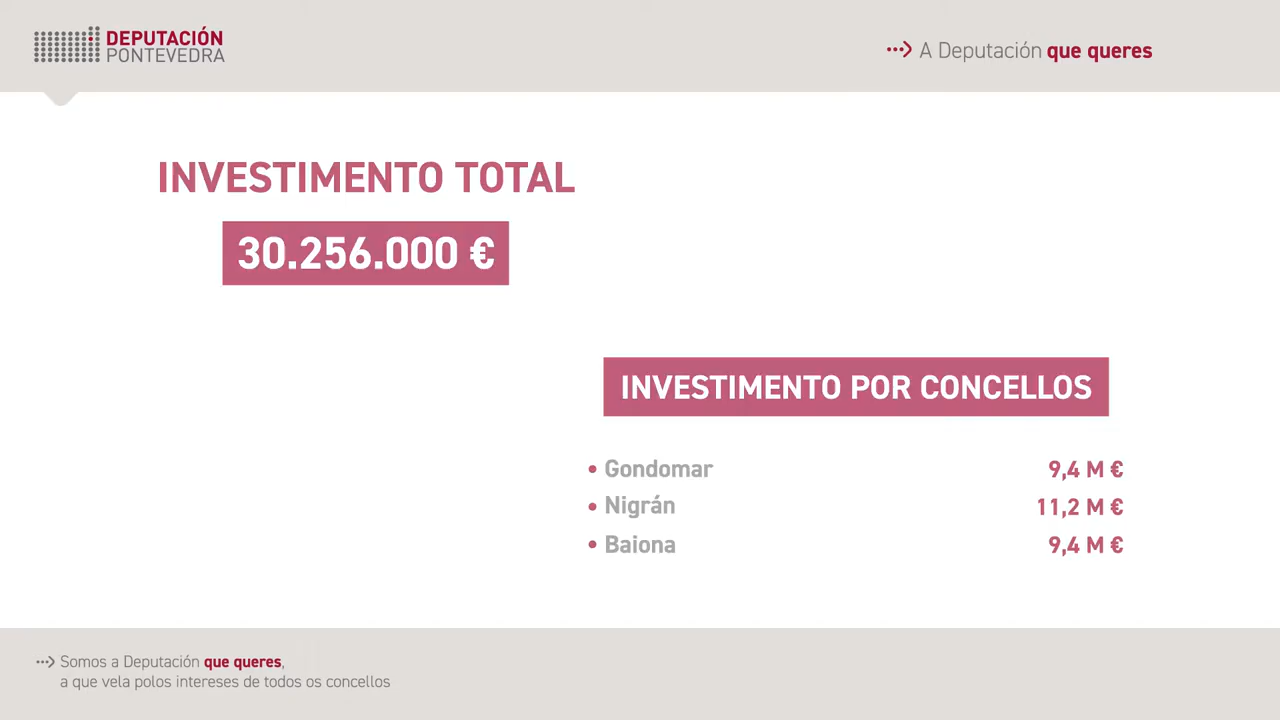 DEPUTACIÓN
PONTEVEDRA
A Deputación que queres
INVESTIMENTO TOTAL
30.256.000 €
INVESTIMENTO POR CONCELLOS
• Gondomar 9,4 M €
• Nigrán 11,2 M €
• Baiona 9,4 M €
Somos a Deputación que queres,
a que vela polos intereses de todos os concellos